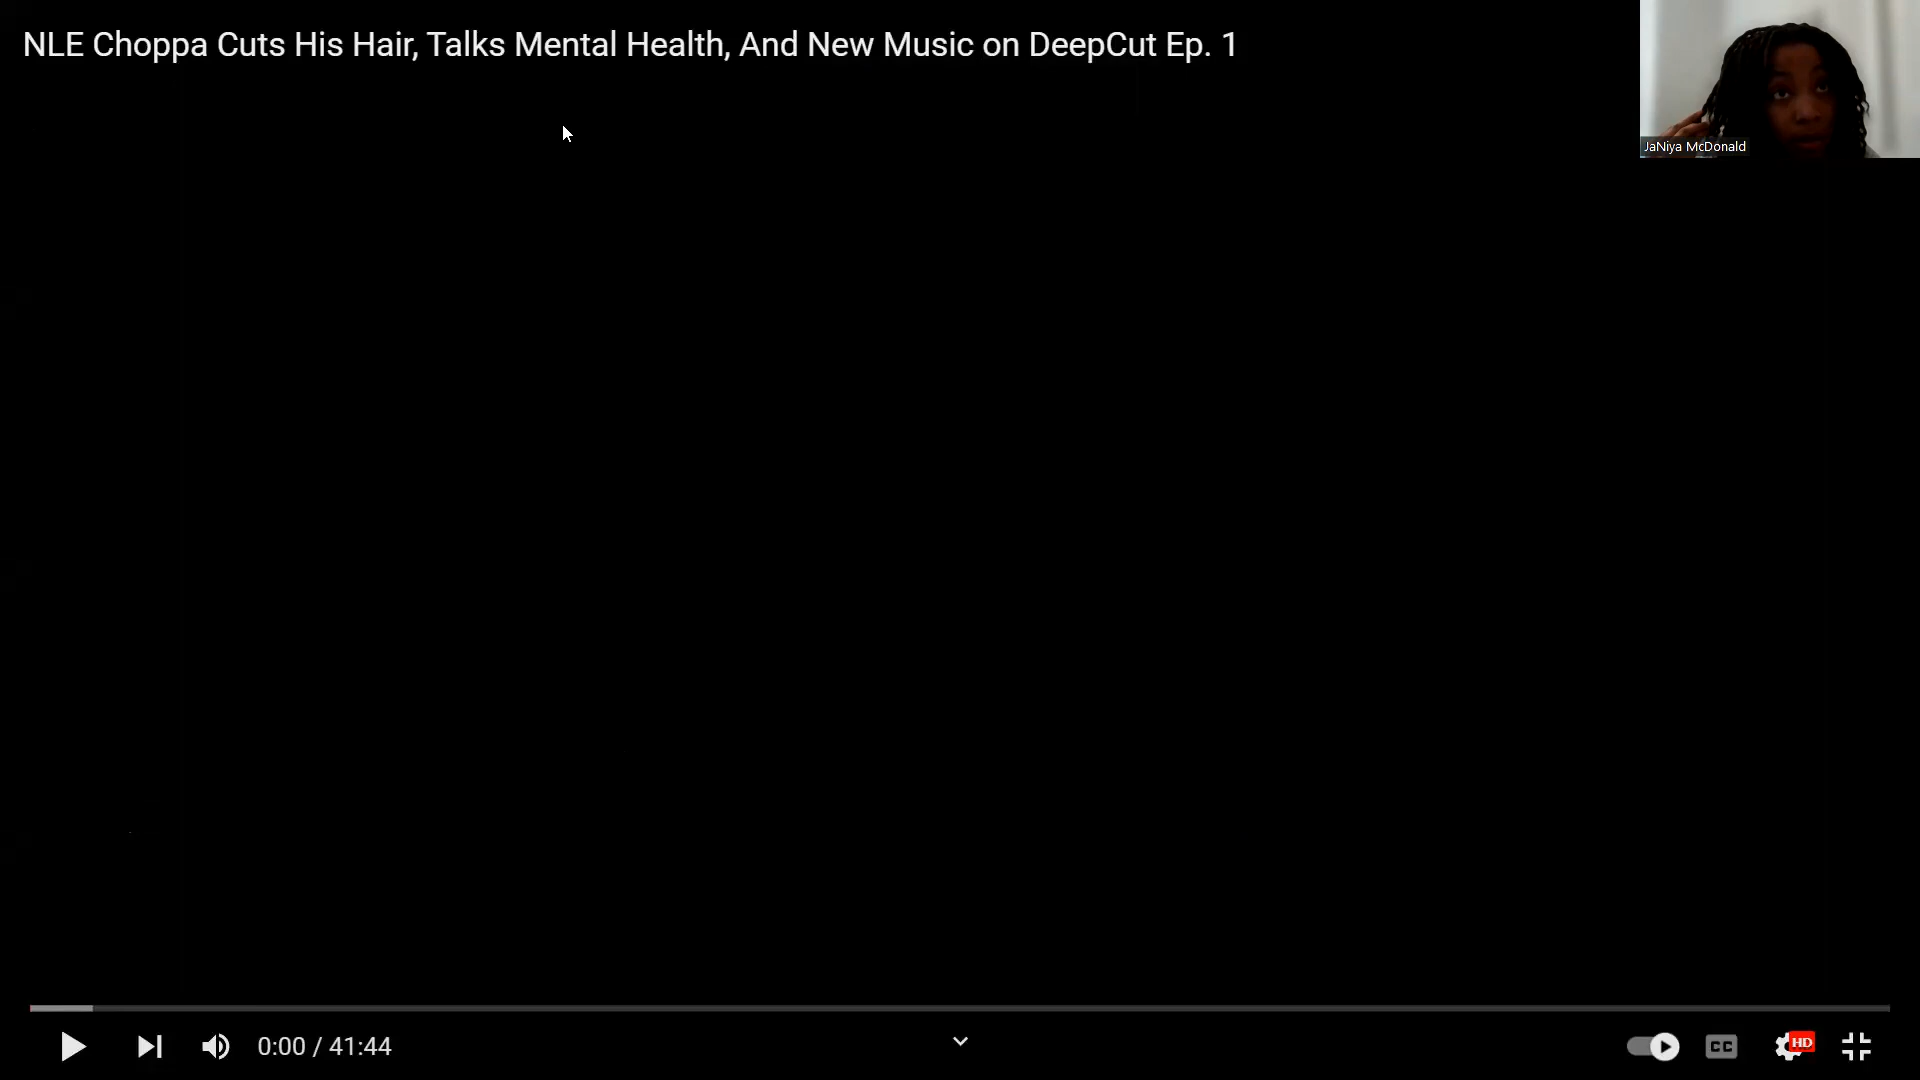 NLE Choppa Cuts His Hair, Talks Mental Health, And New Music on DeepCut Ep. 1
JaNiya McDonald
0:00 / 41:44
CC
HD